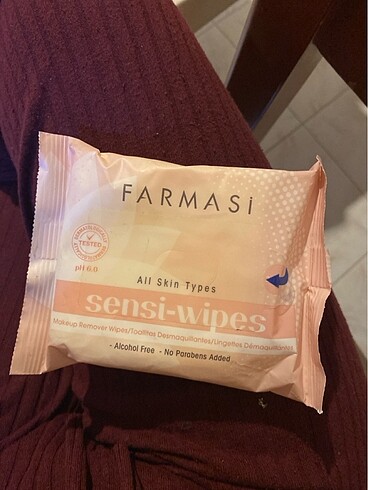 FARMASi
DERMATOLOGICALLY
TESTED
pH 6.0
All Skin Types
sensi-wipes
Makeup Remover Wipes/Toallitas Desmaquillantes/Lingettes Démaquillantes
- Alcohol Free - No Parabens Added